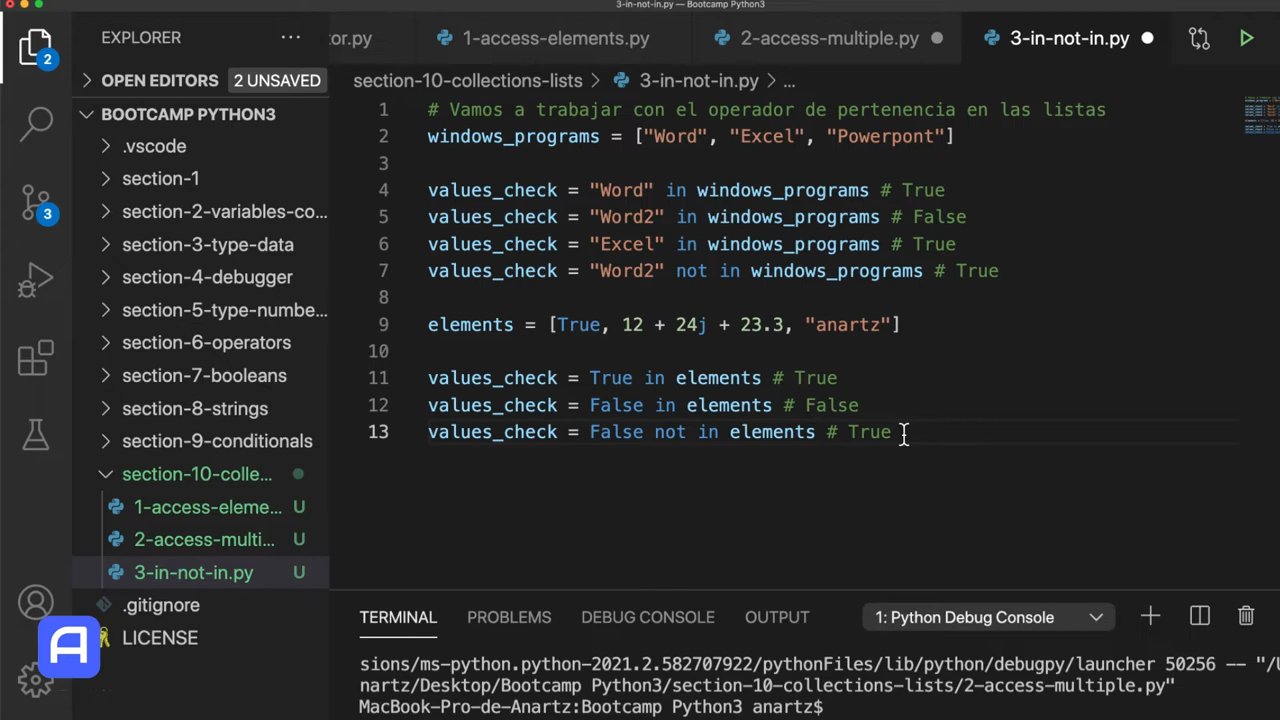 3-in-not-in.py — Bootcamp Python3
EXPLORER
tor.py
1-access-elements.py
2-access-multiple.py
3-in-not-in.py
2
OPEN EDITORS 2 UNSAVED
section-10-collections-lists > 3-in-not-in.py > ...
BOOTCAMP PYTHON3
.vscode
section-1
section-2-variables-co...
section-3-type-data
section-4-debugger
section-5-type-numbe...
section-6-operators
section-7-booleans
section-8-strings
section-9-conditionals
section-10-colle...
1-access-eleme... U
2-access-multi... U
3-in-not-in.py U
.gitignore
LICENSE
3
A
1 # Vamos a trabajar con el operador de pertenencia en las listas
2 windows_programs = ["Word", "Excel", "Powerpont"]
3
4 values_check = "Word" in windows_programs # True
5 values_check = "Word2" in windows_programs # False
6 values_check = "Excel" in windows_programs # True
7 values_check = "Word2" not in windows_programs # True
8
9 elements = [True, 12 + 24j + 23.3, "anartz"]
10
11 values_check = True in elements # True
12 values_check = False in elements # False
13 values_check = False not in elements # True
TERMINAL PROBLEMS DEBUG CONSOLE OUTPUT 1: Python Debug Console
sions/ms-python.python-2021.2.582707922/pythonFiles/lib/python/debugpy/launcher 50256 -- "/U
nartz/Desktop/Bootcamp Python3/section-10-collections-lists/2-access-multiple.py"
MacBook-Pro-de-Anartz:Bootcamp Python3 anartz$